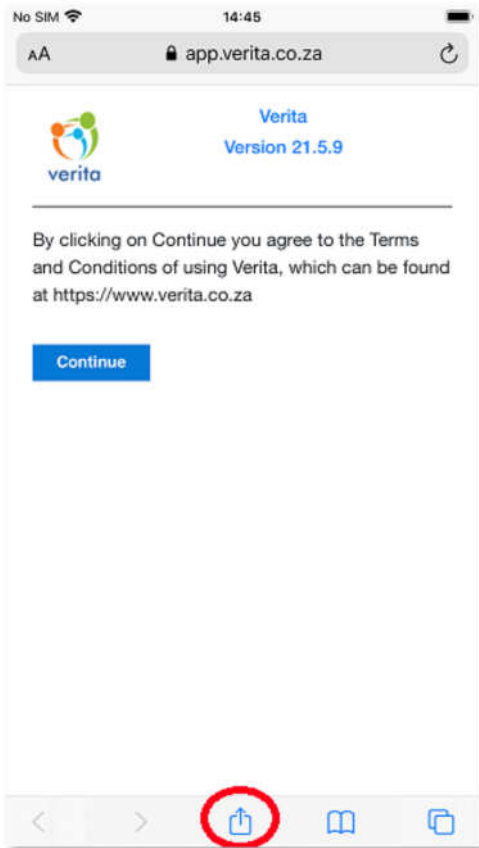 No SIM 14:45
AA app.verita.co.za
verita
Verita
Version 21.5.9
By clicking on Continue you agree to the Terms
and Conditions of using Verita, which can be found
at https://www.verita.co.za
Continue